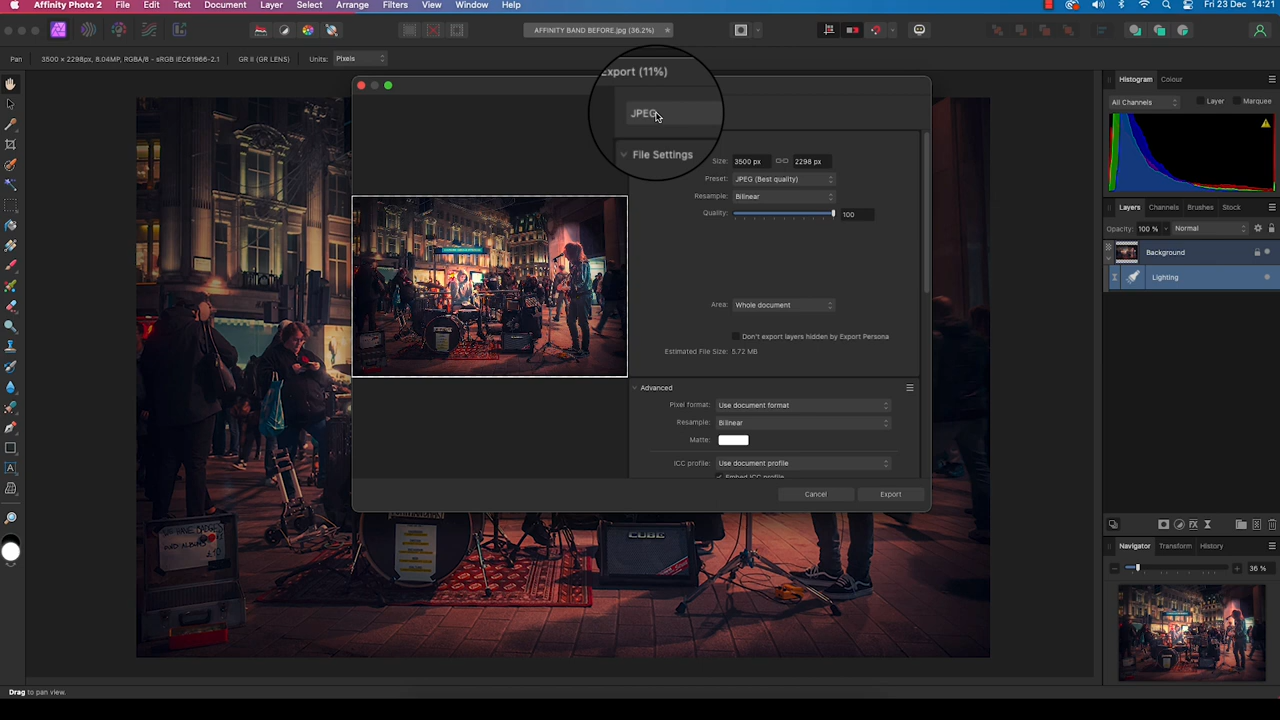 Affinity Photo 2 File Edit Text Document Layer Select Arrange Filters View Window Help Fri 23 Dec 14:21
AFFINITY BAND BEFORE.jpg (36.2%)
Pan 3500 × 2298px, 8.04MP, RGBA/8 - sRGB IEC61966-2.1 GR II (GR LENS) Units: Pixels
Export (11%)
JPEG
File Settings
Size: 3500 px 2298 px
Preset: JPEG (Best quality)
Resample: Bilinear
Quality: 100
Area: Whole document
Don't export layers hidden by Export Persona
Estimated File Size: 5.72 MB
Advanced
Pixel format: Use document format
Resample: Bilinear
Matte:
ICC profile: Use document profile
Embed ICC profile
Cancel Export
Histogram Colour
All Channels Layer Marquee
Layers Channels Brushes Stock
Opacity: 100 % Normal
Background
Lighting
Navigator Transform History
36 %
CUBE
Drag to pan view.